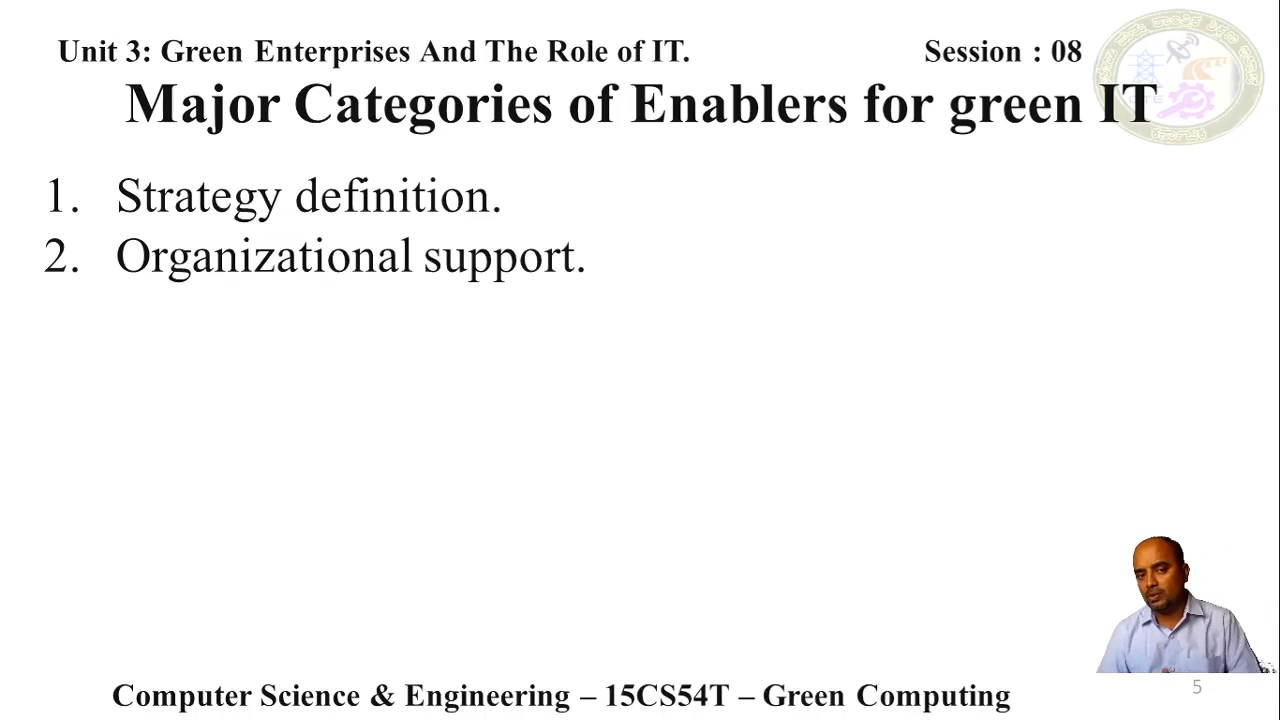 Unit 3: Green Enterprises And The Role of IT. Session : 08
Major Categories of Enablers for green IT
1. Strategy definition.
2. Organizational support.
Computer Science & Engineering – 15CS54T – Green Computing
5